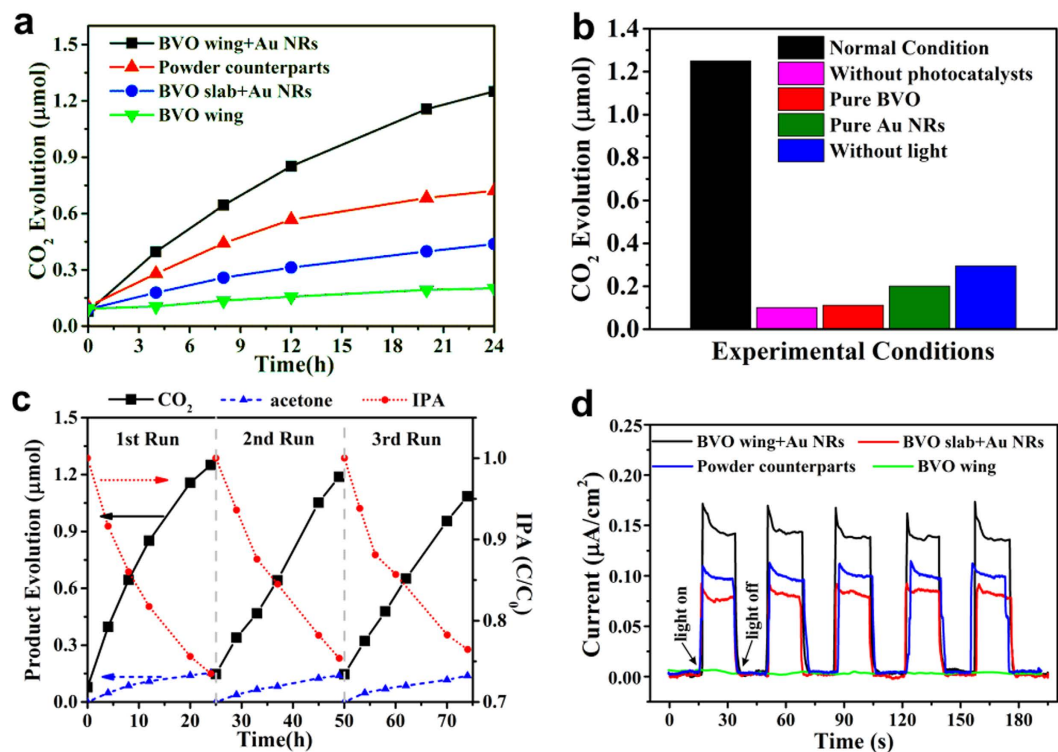 a
BVO wing+Au NRs
Powder counterparts
BVO slab+Au NRs
BVO wing
CO₂ Evolution (μmol)
1.5
1.2
0.9
0.6
0.3
0.0
0 3 6 9 12 15 18 21 24
Time(h)
b
Normal Condition
Without photocatalysts
Pure BVO
Pure Au NRs
Without light
CO₂ Evolution (μmol)
1.4
1.2
1.0
0.8
0.6
0.4
0.2
0.0
Experimental Conditions
c
CO₂ acetone IPA
1st Run 2nd Run 3rd Run
Product Evolution (μmol)
1.5
1.2
0.9
0.6
0.3
0.0
1.0
0.9
0.8
0.7
IPA (C/C₀)
0 10 20 30 40 50 60 70
Time(h)
d
BVO wing+Au NRs BVO slab+Au NRs
Powder counterparts BVO wing
Current (μA/cm²)
0.25
0.20
0.15
0.10
0.05
0.00
light on
light off
0 30 60 90 120 150 180
Time (s)